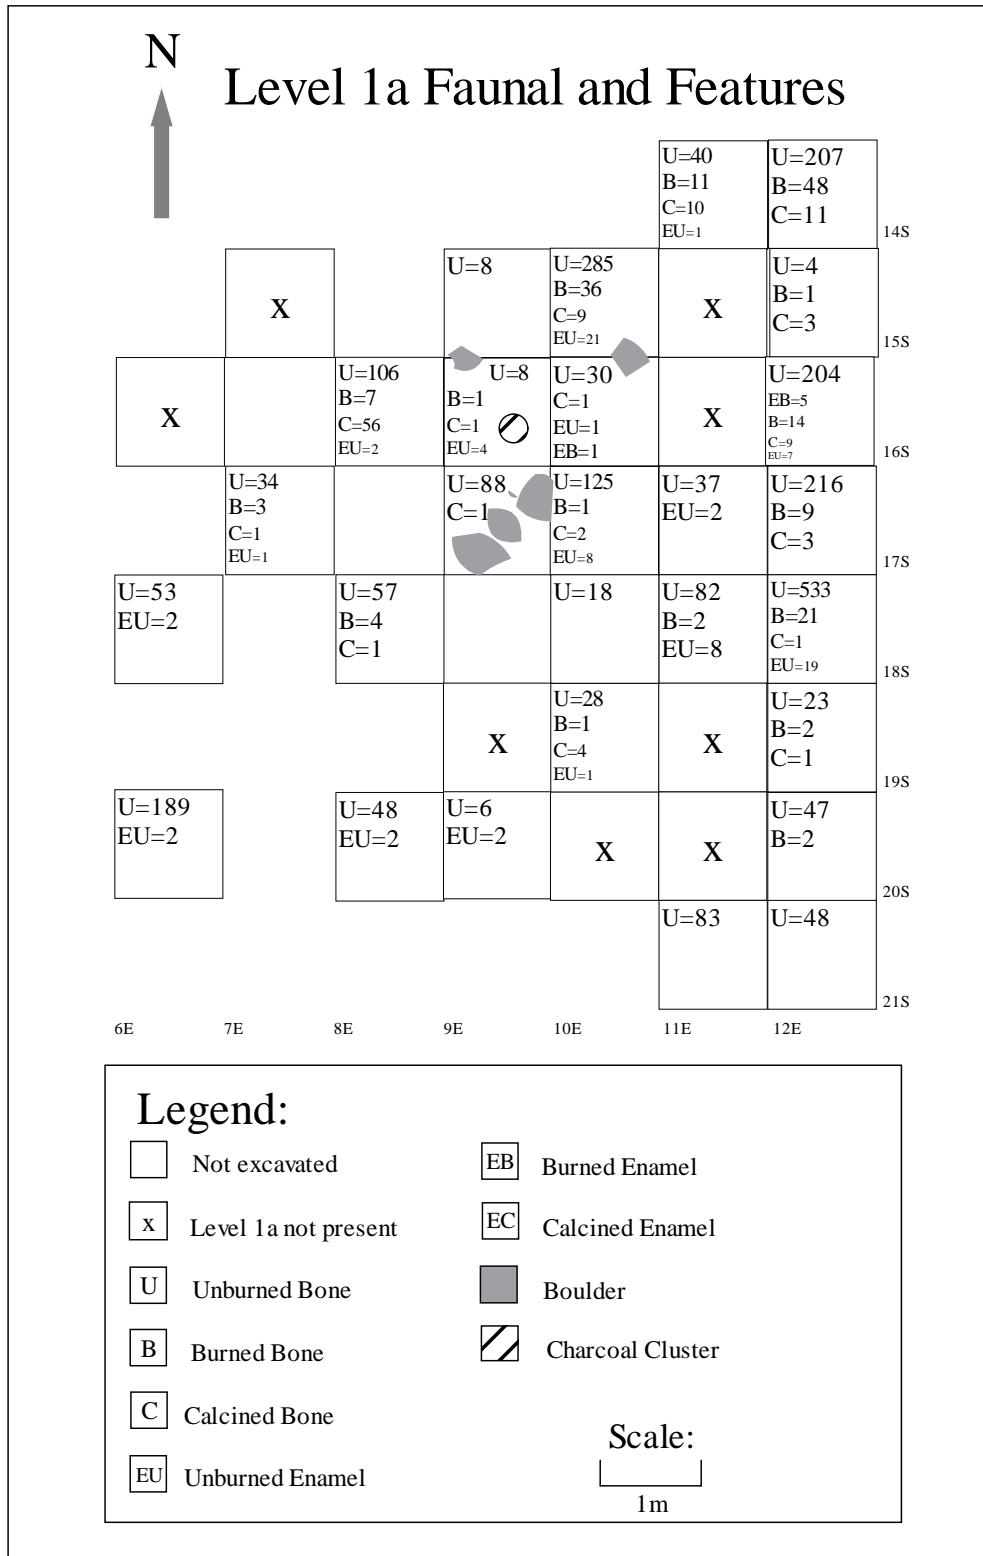 N
Level 1a Faunal and Features
U=40
B=11
C=10
EU=1
U=207
B=48
C=11
14S
x
U=8
U=285
B=36
C=9
EU=21
x
U=4
B=1
C=3
15S
x
U=106
B=7
C=56
EU=2
U=8
B=1
C=1
EU=4
U=30
C=1
EU=1
EB=1
x
U=204
EB=5
B=14
C=9
EU=7
16S
U=34
B=3
C=1
EU=1
U=88
C=1
U=125
B=1
C=2
EU=8
U=37
EU=2
U=216
B=9
C=3
17S
U=53
EU=2
U=57
B=4
C=1
U=18
U=82
B=2
EU=8
U=533
B=21
C=1
EU=19
18S
x
U=28
B=1
C=4
EU=1
x
U=23
B=2
C=1
19S
U=189
EU=2
U=48
EU=2
U=6
EU=2
x
x
U=47
B=2
20S
U=83
U=48
21S
6E 7E 8E 9E 10E 11E 12E
Legend:
Not excavated
x Level 1a not present
U Unburned Bone
B Burned Bone
C Calcined Bone
EU Unburned Enamel
EB Burned Enamel
EC Calcined Enamel
Boulder
Charcoal Cluster
Scale:
1m